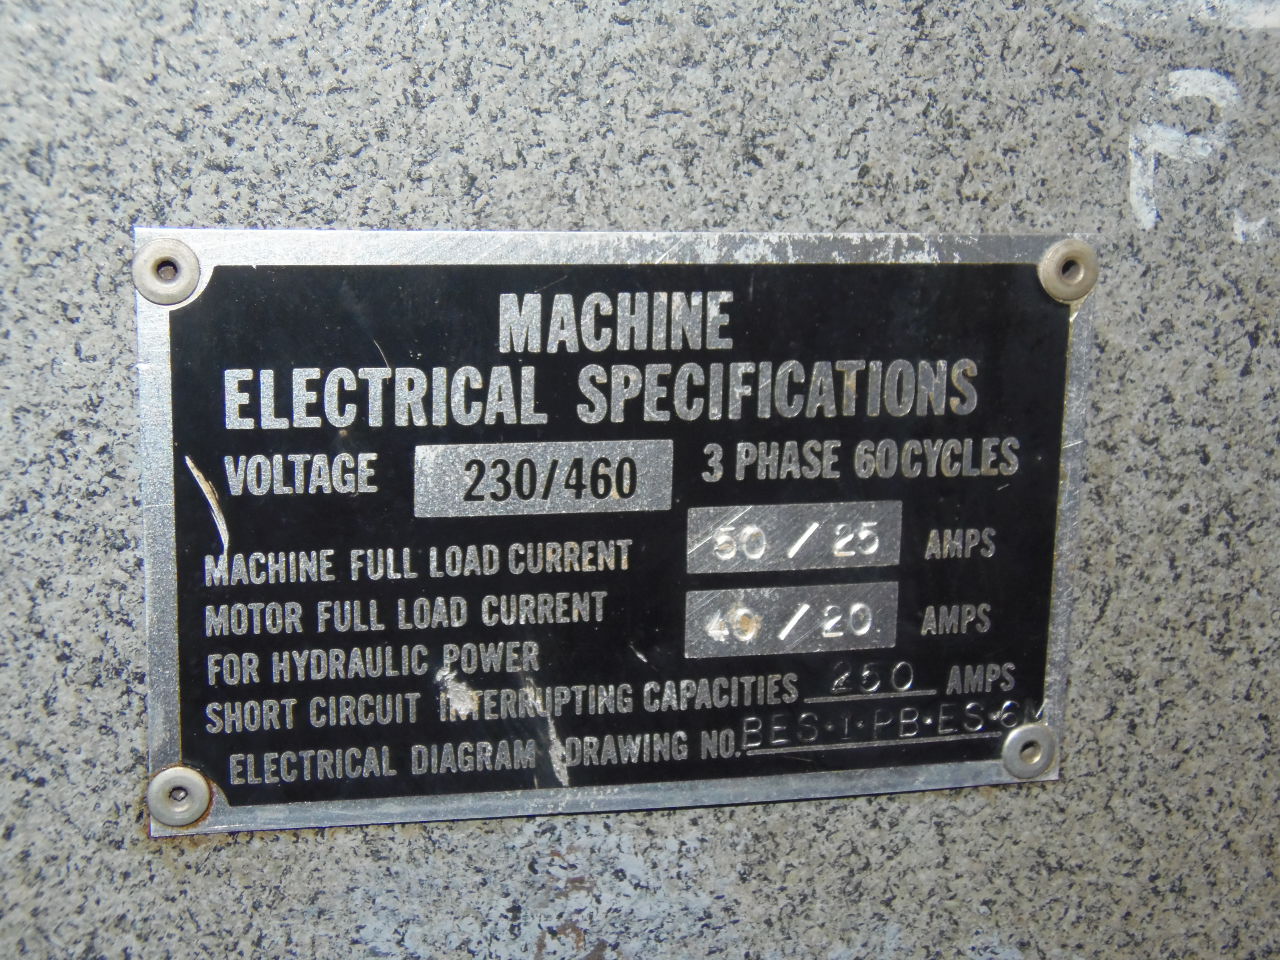 MACHINE
ELECTRICAL SPECIFICATIONS
VOLTAGE 230/460 3 PHASE 60 CYCLES
MACHINE FULL LOAD CURRENT 50/25 AMPS
MOTOR FULL LOAD CURRENT 40/20 AMPS
FOR HYDRAULIC POWER
SHORT CIRCUIT INTERRUPTING CAPACITIES 250 AMPS
ELECTRICAL DIAGRAM DRAWING NO. BES·1·PB·ES·